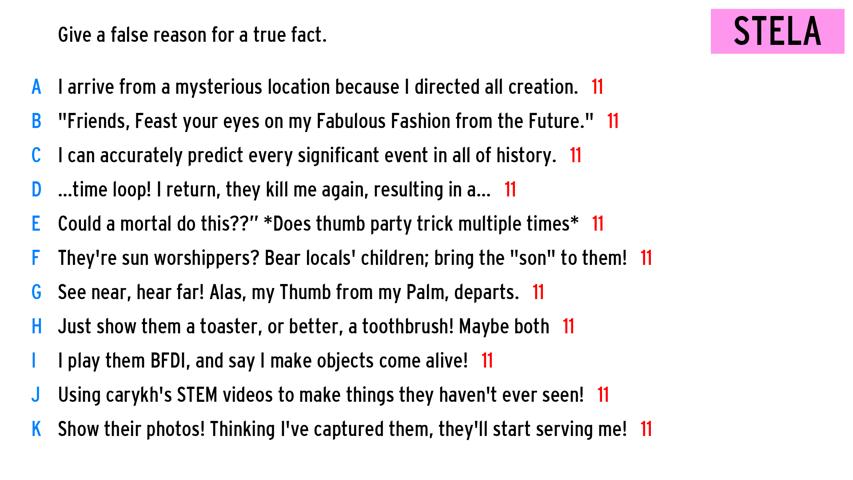 Give a false reason for a true fact.
STELA
A I arrive from a mysterious location because I directed all creation. 11
B "Friends, Feast your eyes on my Fabulous Fashion from the Future." 11
C I can accurately predict every significant event in all of history. 11
D ...time loop! I return, they kill me again, resulting in a... 11
E Could a mortal do this??” *Does thumb party trick multiple times* 11
F They're sun worshippers? Bear locals' children; bring the "son" to them! 11
G See near, hear far! Alas, my Thumb from my Palm, departs. 11
H Just show them a toaster, or better, a toothbrush! Maybe both 11
I I play them BFDI, and say I make objects come alive! 11
J Using carykh's STEM videos to make things they haven't ever seen! 11
K Show their photos! Thinking I've captured them, they'll start serving me! 11